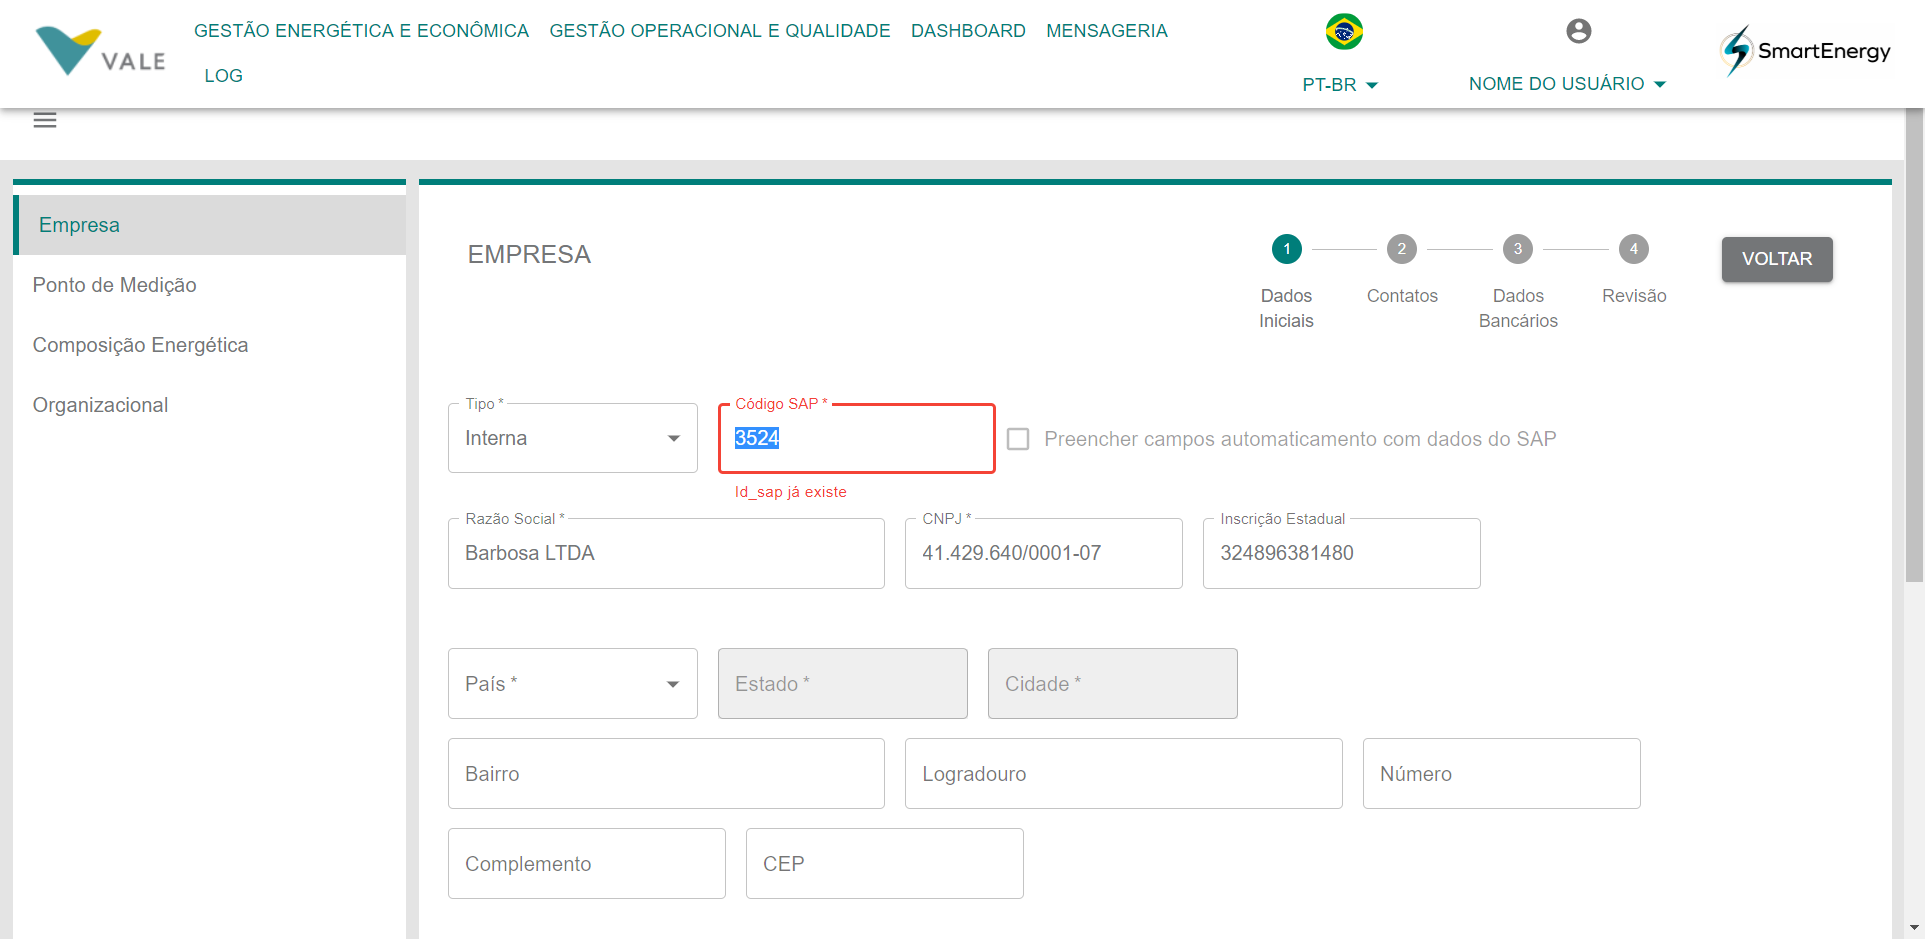 VALE
GESTÃO ENERGÉTICA E ECONÔMICA GESTÃO OPERACIONAL E QUALIDADE DASHBOARD MENSAGERIA
LOG
PT-BR
NOME DO USUÁRIO
SmartEnergy
Empresa
Ponto de Medição
Composição Energética
Organizacional
EMPRESA
1 2 3 4
Dados Iniciais
Contatos
Dados Bancários
Revisão
VOLTAR
Tipo *
Interna
Código SAP *
3524
Id_sap já existe
Preencher campos automaticamento com dados do SAP
Razão Social *
Barbosa LTDA
CNPJ *
41.429.640/0001-07
Inscrição Estadual
324896381480
País *
Estado *
Cidade *
Bairro
Logradouro
Número
Complemento
CEP